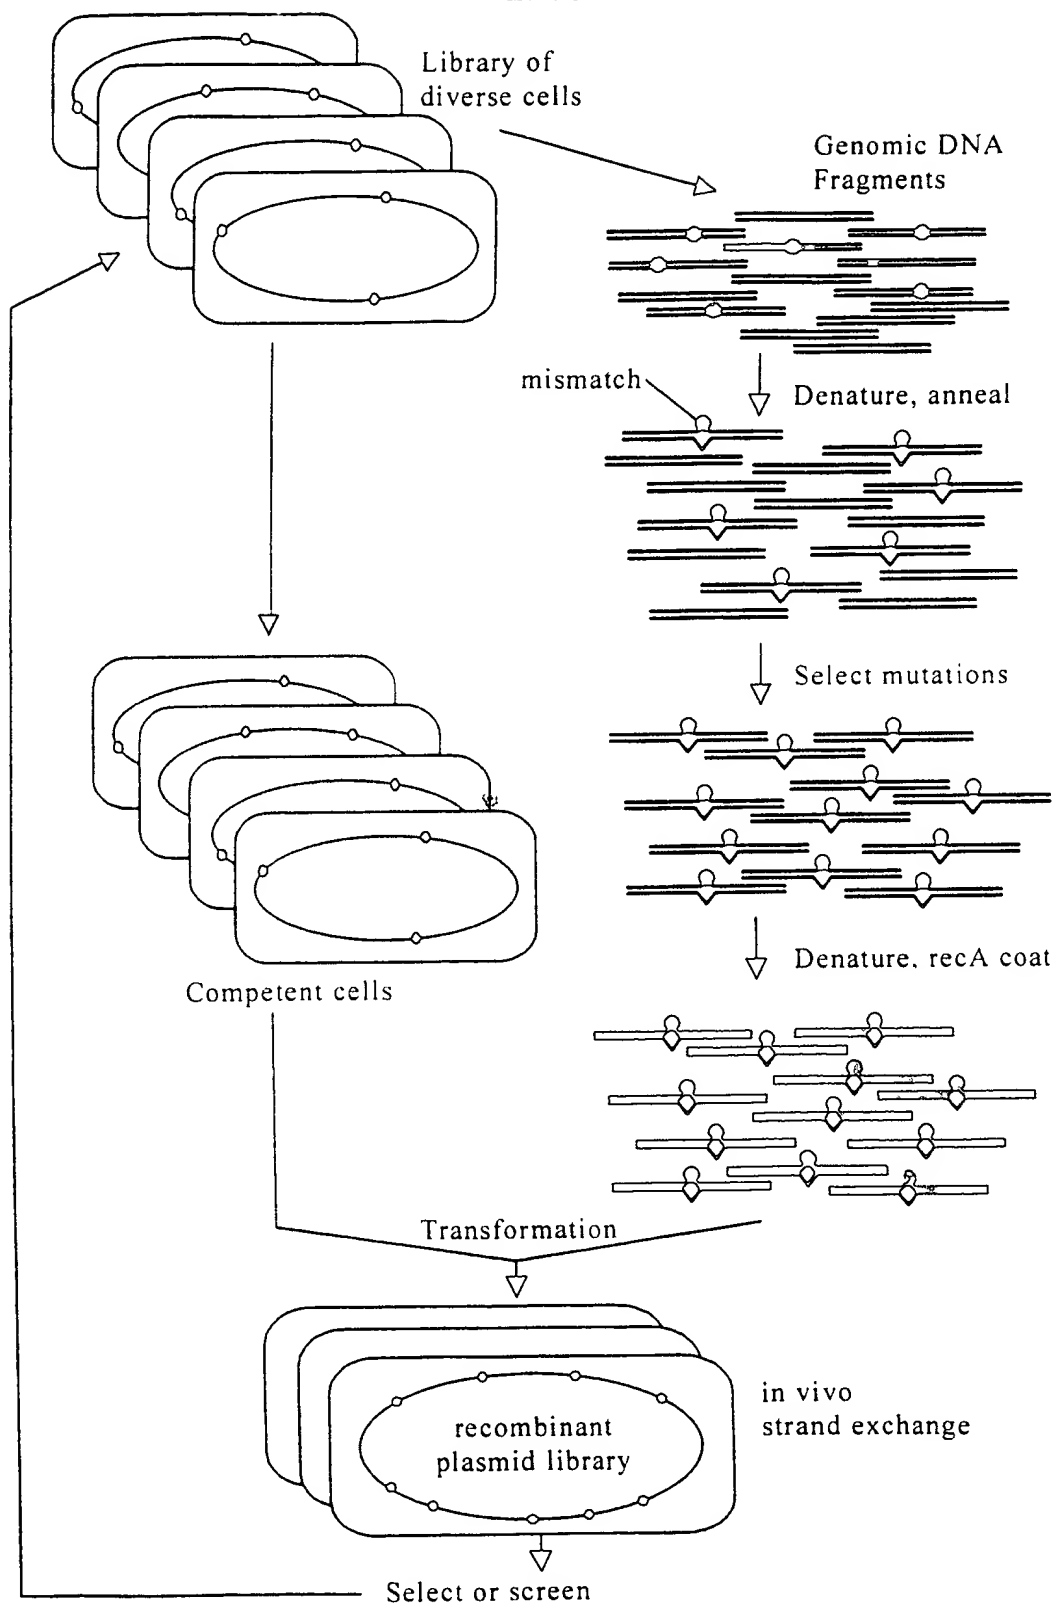 Library of
diverse cells
Genomic DNA
Fragments
mismatch
Denature, anneal
Select mutations
Denature, recA coat
Competent cells
Transformation
in vivo
strand exchange
recombinant
plasmid library
Select or screen